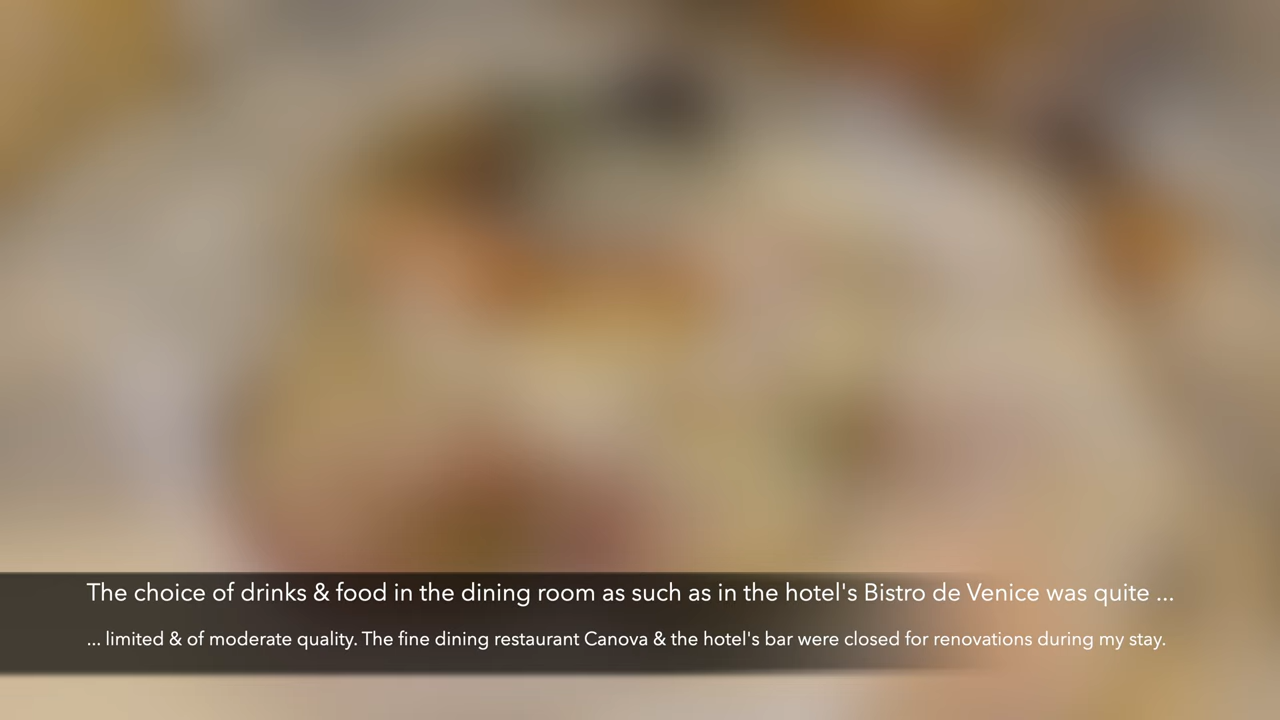 The choice of drinks & food in the dining room as such as in the hotel's Bistro de Venice was quite ...
... limited & of moderate quality. The fine dining restaurant Canova & the hotel's bar were closed for renovations during my stay.